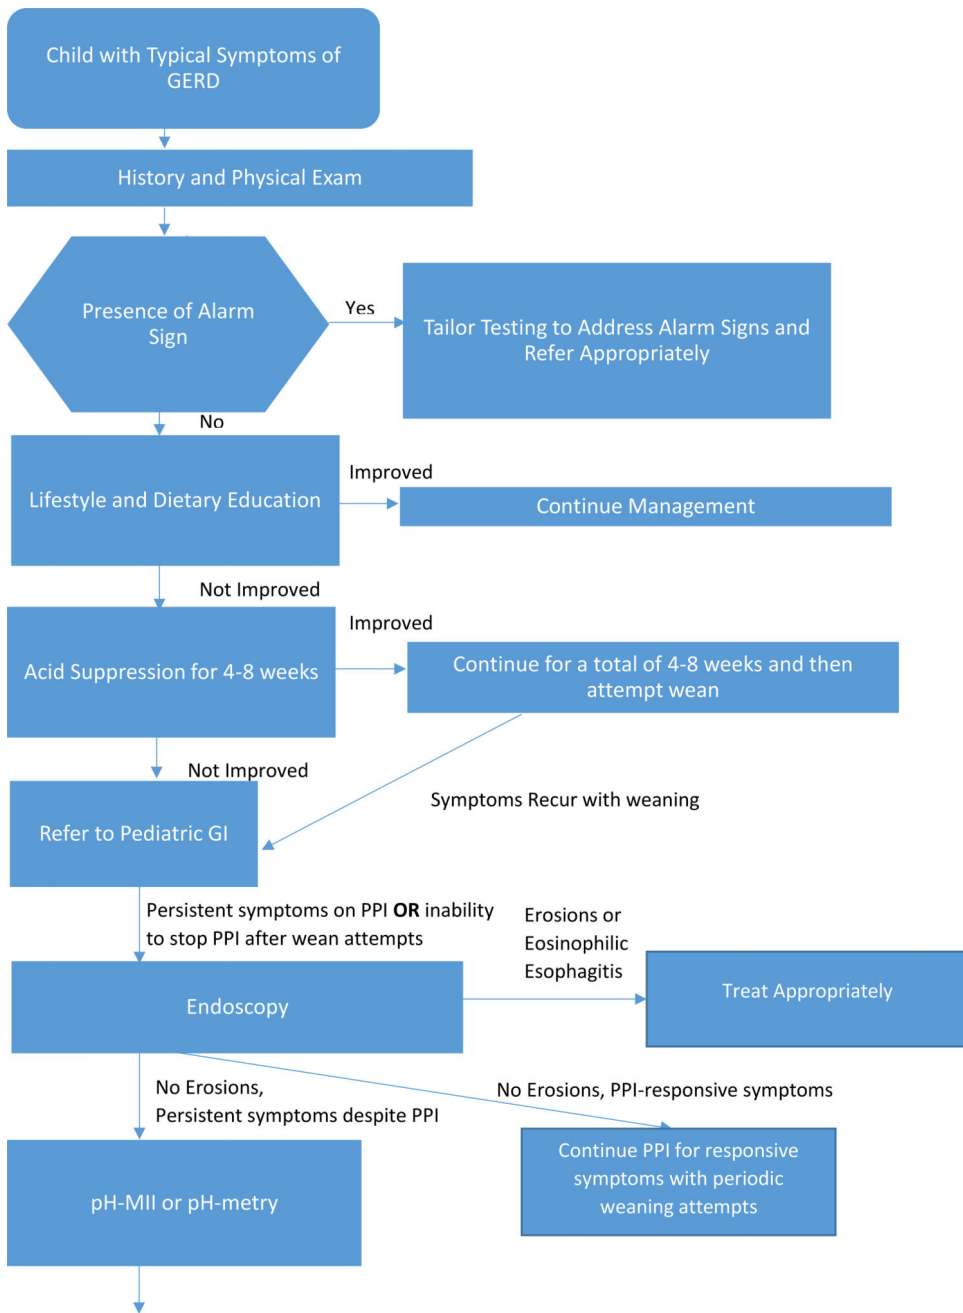 Child with Typical Symptoms of
GERD
History and Physical Exam
Presence of Alarm
Sign
Yes
Tailor Testing to Address Alarm Signs and
Refer Appropriately
No
Lifestyle and Dietary Education
Improved
Continue Management
Not Improved
Acid Suppression for 4-8 weeks
Improved
Continue for a total of 4-8 weeks and then
attempt wean
Not Improved
Symptoms Recur with weaning
Refer to Pediatric GI
Persistent symptoms on PPI OR inability
to stop PPI after wean attempts
Erosions or
Eosinophilic
Esophagitis
Endoscopy
Treat Appropriately
No Erosions,
Persistent symptoms despite PPI
No Erosions, PPI-responsive symptoms
Continue PPI for responsive
symptoms with periodic
weaning attempts
pH-MII or pH-metry